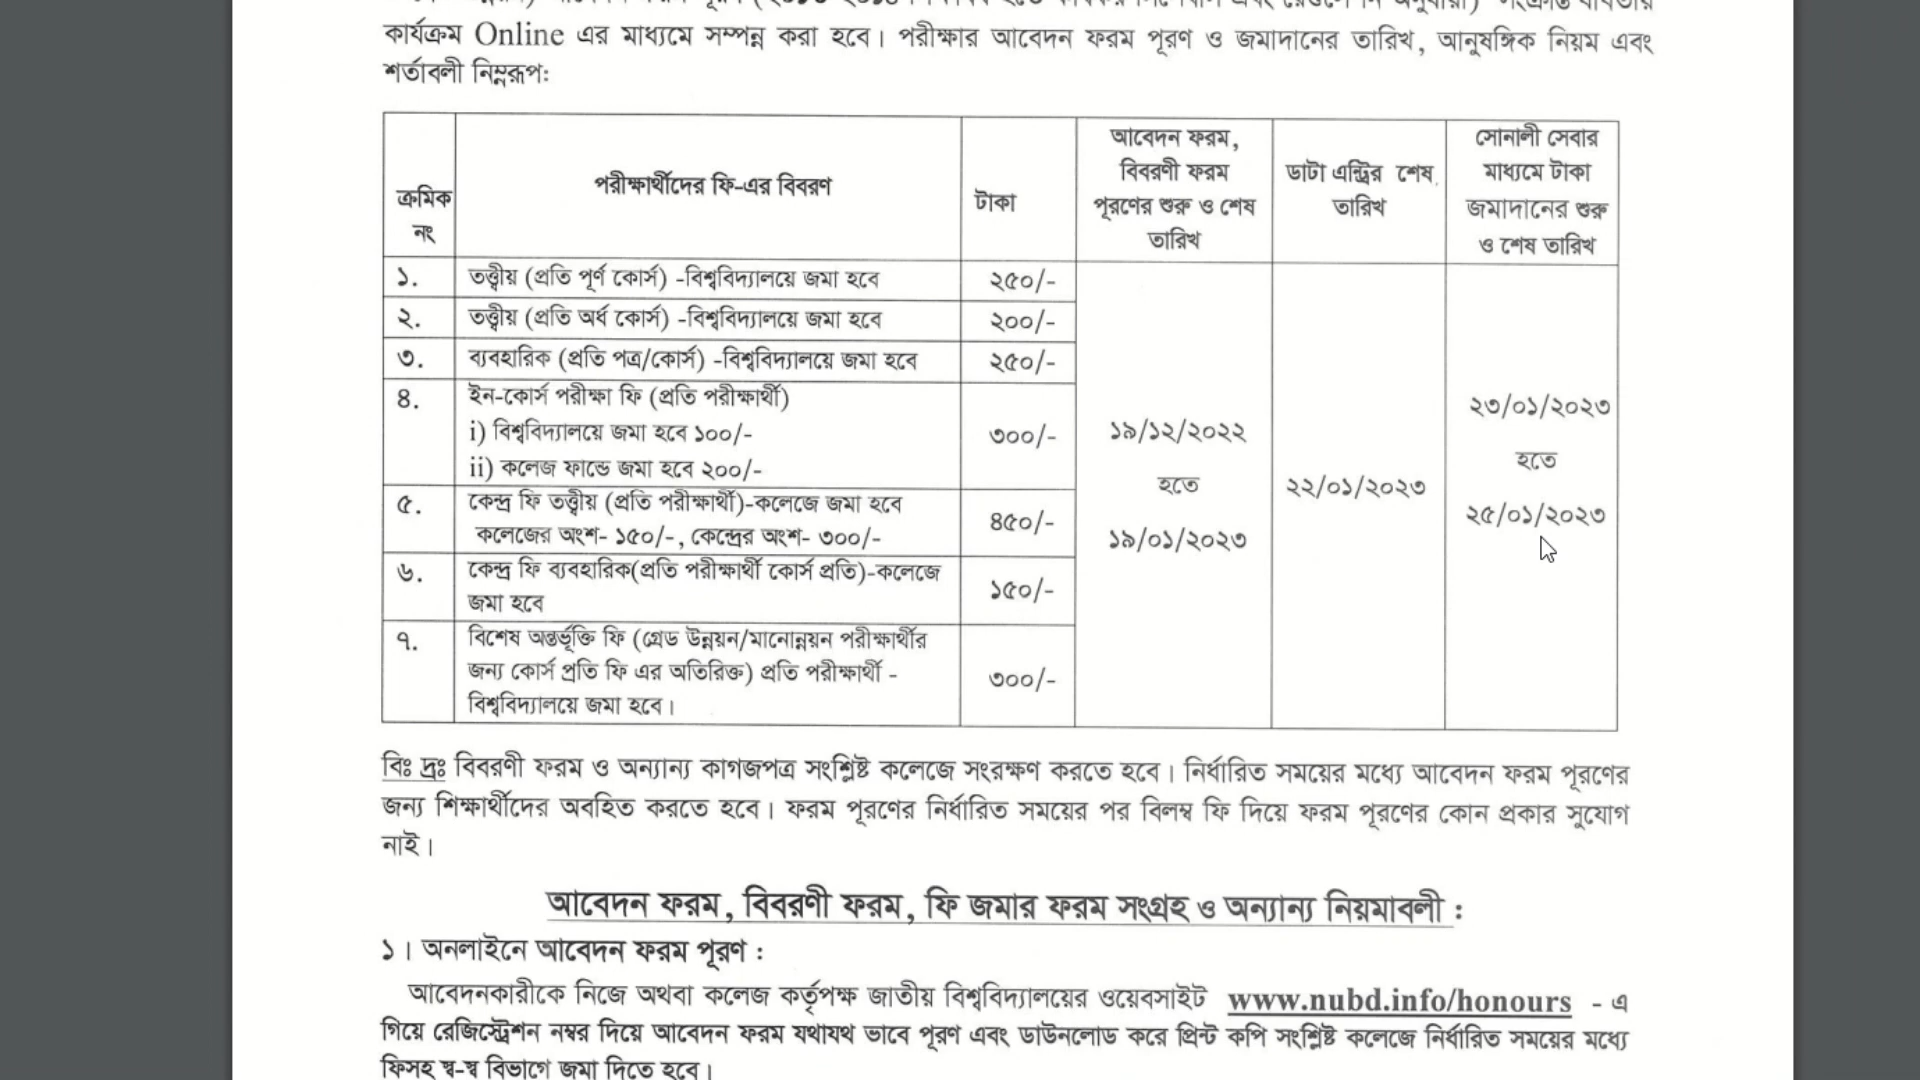 কার্যক্রম Online এর মাধ্যমে সম্পন্ন করা হবে। পরীক্ষার আবেদন ফরম পূরণ ও জমাদানের তারিখ, আনুষঙ্গিক নিয়ম এবং
শর্তাবলী নিম্নরূপঃ
ক্রমিক নং
পরীক্ষার্থীদের ফি-এর বিবরণ
টাকা
আবেদন ফরম,
বিবরণী ফরম
পূরণের শুরু ও শেষ
তারিখ
ডাটা এন্ট্রির শেষ
তারিখ
সোনালী সেবার
মাধ্যমে টাকা
জমাদানের শুরু
ও শেষ তারিখ
১. তত্ত্বীয় (প্রতি পূর্ণ কোর্স) -বিশ্ববিদ্যালয়ে জমা হবে ২৫০/-
২. তত্ত্বীয় (প্রতি অর্ধ কোর্স) -বিশ্ববিদ্যালয়ে জমা হবে ২০০/-
৩. ব্যবহারিক (প্রতি পত্র/কোর্স) -বিশ্ববিদ্যালয়ে জমা হবে ২৫০/-
৪. ইন-কোর্স পরীক্ষা ফি (প্রতি পরীক্ষার্থী)
i) বিশ্ববিদ্যালয়ে জমা হবে ১০০/-
ii) কলেজ ফান্ডে জমা হবে ২০০/-
৩০০/-
৫. কেন্দ্র ফি তত্ত্বীয় (প্রতি পরীক্ষার্থী)-কলেজে জমা হবে
কলেজের অংশ- ১৫০/-, কেন্দ্রের অংশ- ৩০০/-
৪৫০/-
৬. কেন্দ্র ফি ব্যবহারিক(প্রতি পরীক্ষার্থী কোর্স প্রতি)-কলেজে
জমা হবে
১৫০/-
৭. বিশেষ অন্তর্ভূক্তি ফি (গ্রেড উন্নয়ন/মানোন্নয়ন পরীক্ষার্থীর
জন্য কোর্স প্রতি ফি এর অতিরিক্ত) প্রতি পরীক্ষার্থী -
বিশ্ববিদ্যালয়ে জমা হবে।
৩০০/-
১৯/১২/২০২২
হতে
১৯/০১/২০২৩
২২/০১/২০২৩
২৩/০১/২০২৩
হতে
২৫/০১/২০২৩
বিঃ দ্রঃ বিবরণী ফরম ও অন্যান্য কাগজপত্র সংশ্লিষ্ট কলেজে সংরক্ষণ করতে হবে। নির্ধারিত সময়ের মধ্যে আবেদন ফরম পূরণের
জন্য শিক্ষার্থীদের অবহিত করতে হবে। ফরম পূরণের নির্ধারিত সময়ের পর বিলম্ব ফি দিয়ে ফরম পূরণের কোন প্রকার সুযোগ
নাই।
আবেদন ফরম, বিবরণী ফরম, ফি জমার ফরম সংগ্রহ ও অন্যান্য নিয়মাবলী :
১। অনলাইনে আবেদন ফরম পূরণ :
আবেদনকারীকে নিজে অথবা কলেজ কর্তৃপক্ষ জাতীয় বিশ্ববিদ্যালয়ের ওয়েবসাইট www.nubd.info/honours - এ
গিয়ে রেজিস্ট্রেশন নম্বর দিয়ে আবেদন ফরম যথাযথ ভাবে পূরণ এবং ডাউনলোড করে প্রিন্ট কপি সংশ্লিষ্ট কলেজে নির্ধারিত সময়ের মধ্যে
ফিসহ স্ব-স্ব বিভাগে জমা দিতে হবে।